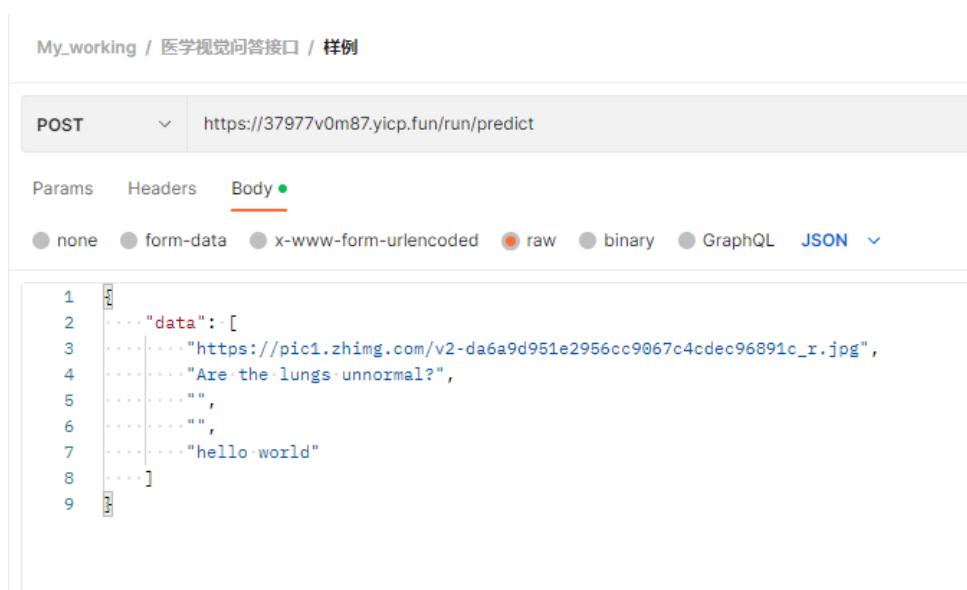 My_working / 医学视觉问答接口 / 样例
POST https://37977v0m87.yicp.fun/run/predict
Params Headers Body
none form-data x-www-form-urlencoded raw binary GraphQL JSON
1 {
2 "data": [
3 "https://pic1.zhimg.com/v2-da6a9d951e2956cc9067c4cdec96891c_r.jpg",
4 "Are the lungs unnormal?",
5 "",
6 "",
7 "hello world"
8 ]
9 }